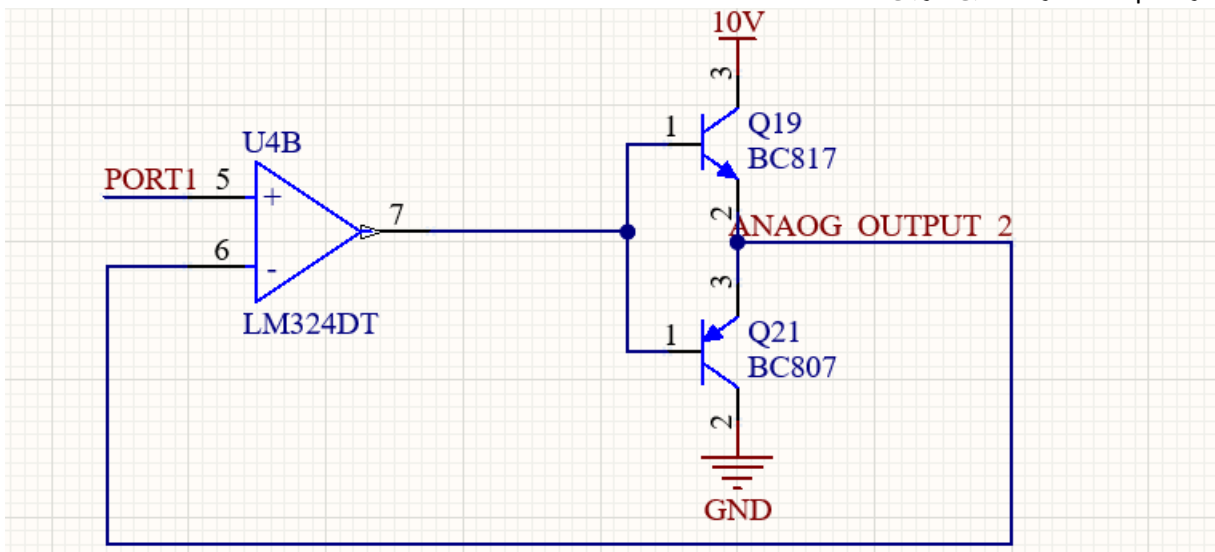 10V
3
Q19
BC817
1
U4B
PORT1 5
+
7
2
ANAOG OUTPUT 2
6
-
LM324DT
3
1
Q21
BC807
2
GND